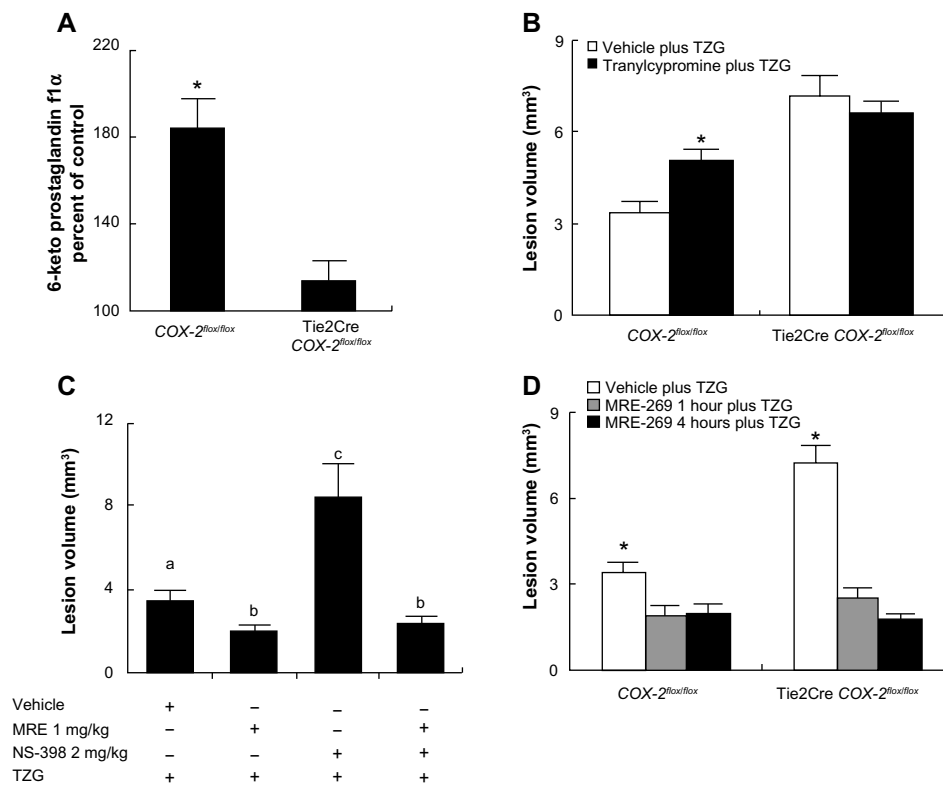 A
220
180
140
100
6-keto prostaglandin f1α
percent of control
*
COX-2flox/flox
Tie2Cre
COX-2flox/flox
B
Vehicle plus TZG
Tranylcypromine plus TZG
9
6
3
0
Lesion volume (mm³)
*
COX-2flox/flox
Tie2Cre COX-2flox/flox
C
12
8
4
0
Lesion volume (mm³)
a
b
c
b
Vehicle + – – –
MRE 1 mg/kg – + – +
NS-398 2 mg/kg – – + +
TZG + + + +
D
Vehicle plus TZG
MRE-269 1 hour plus TZG
MRE-269 4 hours plus TZG
9
6
3
0
Lesion volume (mm³)
*
*
COX-2flox/flox
Tie2Cre COX-2flox/flox